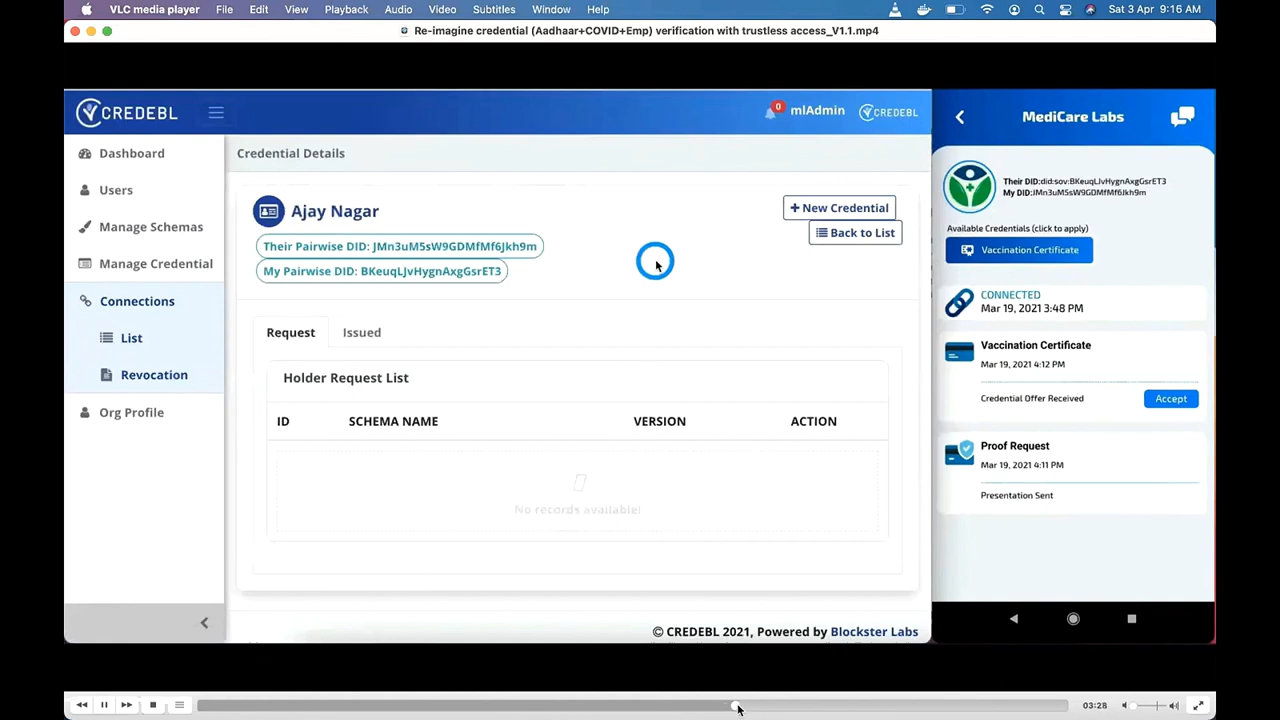 VLC media player File Edit View Playback Audio Video Subtitles Window Help Sat 3 Apr 9:16 AM
Re-imagine credential (Aadhaar+COVID+Emp) verification with trustless access_V1.1.mp4
CREDEBL
0
mlAdmin
CREDEBL
Dashboard
Users
Manage Schemas
Manage Credential
Connections
List
Revocation
Org Profile
Credential Details
Ajay Nagar
+ New Credential
Back to List
Their Pairwise DID: JMn3uM5sW9GDMfMf6Jkh9m
My Pairwise DID: BKeuqLJvHygnAxgGsrET3
Request Issued
Holder Request List
ID SCHEMA NAME VERSION ACTION
No records available!
© CREDEBL 2021, Powered by Blockster Labs
MediCare Labs
Their DID:did:sov:BKeuqLJvHygnAxgGsrET3
My DID:JMn3uM5sW9GDMfMf6Jkh9m
Available Credentials (click to apply)
Vaccination Certificate
CONNECTED
Mar 19, 2021 3:48 PM
Vaccination Certificate
Mar 19, 2021 4:12 PM
Credential Offer Received Accept
Proof Request
Mar 19, 2021 4:11 PM
Presentation Sent
03:28